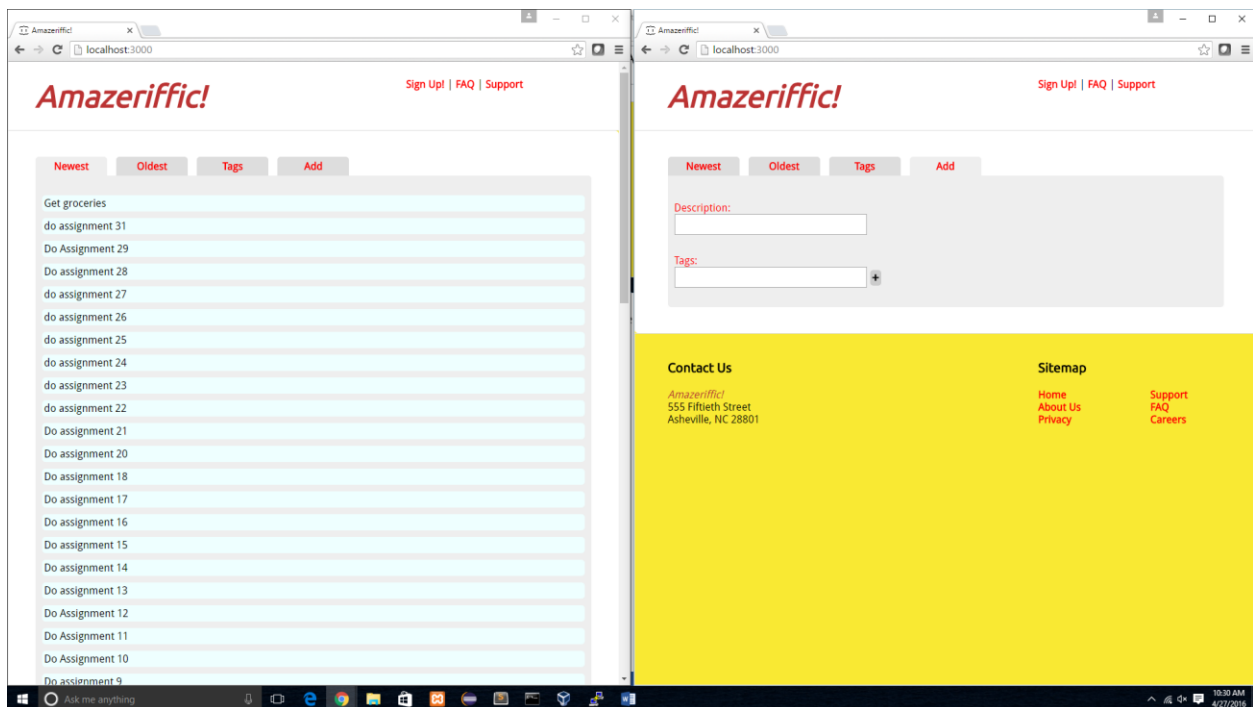 Amazeriffic!
localhost:3000
Amazeriffic!
Sign Up! | FAQ | Support
Newest Oldest Tags Add
Get groceries
do assignment 31
Do Assignment 29
Do assignment 28
do assignment 27
do assignment 26
do assignment 25
do assignment 24
do assignment 23
do assignment 22
Do assignment 21
Do assignment 20
Do assignment 18
Do assignment 17
Do assignment 16
Do assignment 15
Do assignment 14
Do assignment 13
Do Assignment 12
Do Assignment 11
Do Assignment 10
Do assignment 9
Amazeriffic!
localhost:3000
Amazeriffic!
Sign Up! | FAQ | Support
Newest Oldest Tags Add
Description:
Tags:
+
Contact Us
Amazeriffic!
555 Fiftieth Street
Asheville, NC 28801
Sitemap
Home Support
About Us FAQ
Privacy Careers
Ask me anything
10:30 AM
4/27/2016